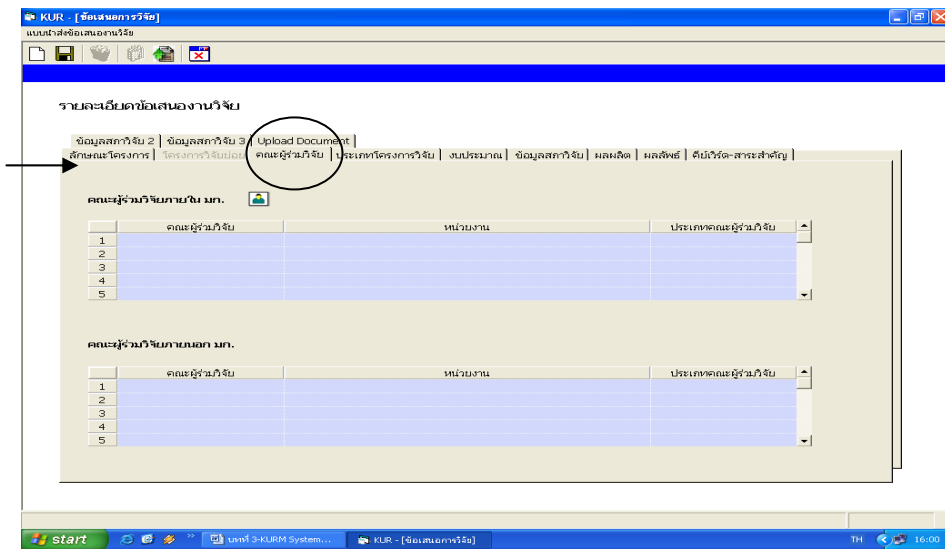 KUR - [ข้อเสนอการวิจัย]
แบบนำส่งข้อเสนองานวิจัย
รายละเอียดข้อเสนองานวิจัย
ข้อมูลสภาวิจัย 2 ข้อมูลสภาวิจัย 3 Upload Document
ลักษณะโครงการ โครงการวิจัยย่อย คณะผู้ร่วมวิจัย ประเภทโครงการวิจัย งบประมาณ ข้อมูลสภาวิจัย ผลผลิต ผลลัพธ์ คีย์เวิร์ด-สาระสำคัญ
คณะผู้ร่วมวิจัยภายใน มก.
คณะผู้ร่วมวิจัย หน่วยงาน ประเภทคณะผู้ร่วมวิจัย
1
2
3
4
5
คณะผู้ร่วมวิจัยภายนอก มก.
คณะผู้ร่วมวิจัย หน่วยงาน ประเภทคณะผู้ร่วมวิจัย
1
2
3
4
5
start บทที่ 3-KURM System... KUR - [ข้อเสนอการวิจัย] TH 16:00